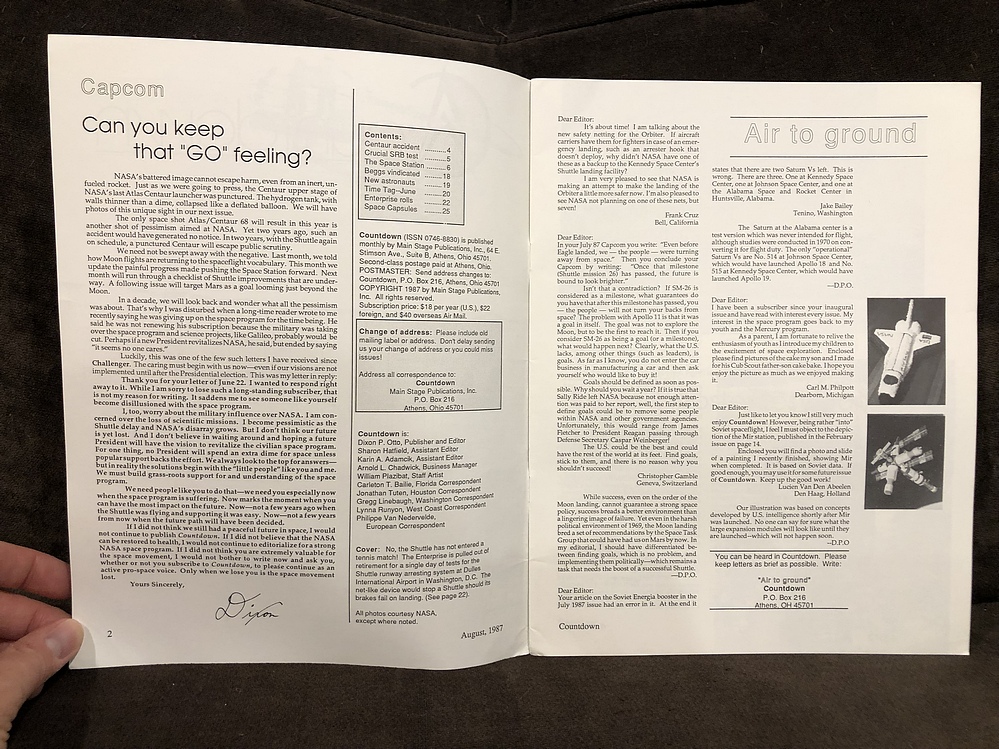 Capcom
Can you keep
that "GO" feeling?
NASA's battered image cannot escape harm, even from an inert, un-
fueled rocket. Just as we were going to press, the Centaur upper stage of
NASA's last Atlas Centaur launcher was punctured. The hydrogen tank, with
walls thinner than a dime, collapsed like a deflated balloon. We will have
photos of this unique sight in our next issue.
The only space shot Atlas/Centaur 68 will result in this year is
another shot of pessimism aimed at NASA. Yet two years ago, such an
accident would have generated no notice. In two years, with the Shuttle again
on schedule, a punctured Centaur will escape public scrutiny.
We need not be swept away with the negative. Last month, we told
how Moon flights are returning to the spaceflight vocabulary. This month we
update the painful progress made pushing the Space Station forward. Next
month we'll run through a checklist of Shuttle improvements that are under-
way. A following issue will target Mars as a goal looming just beyond the
Moon.
In a decade, we will look back and wonder what all the pessimism
was about. That's why I was disturbed when a long-time reader wrote to me
recently saying he was giving up on the space program for the time being. He
said he was not renewing his subscription because the military was taking
over the space program and science projects, like Galileo, probably would be
cut. Perhaps if a new President revitalizes NASA, he said, but ended by saying
"it seems no one cares."
Luckily, this was one of the few such letters I have received since
Challenger. The caring must begin with us now—even if our visions are not
implemented until after the Presidential election. This was my letter in reply:
Thank you for your letter of June 22. I wanted to respond right
away to it. While I am sorry to lose such a long-standing subscriber, that
is not my reason for writing. It saddens me to see someone like yourself
become disillusioned with the space program.
I, too, worry about the military influence over NASA. I am con-
cerned over the loss of scientific missions. I become pessimistic as the
Shuttle delay and NASA's disarray grows. But I don't think our future
is yet lost. And I don't believe in waiting around and hoping a future
President will have the vision to revitalize the civilian space program.
For one thing, no President will spend an extra dime for space unless
popular support backs the effort. We always look to the top for answers—
but in reality the solutions begin with the "little people" like you and me.
We must build grass-roots support for and understanding of the space
program.
We need people like you to do that—we need you especially now
when the space program is suffering. Now marks the moment when you
can have the most impact on the future. Now—not a few years ago when
the Shuttle was flying and supporting it was easy. Now—not a few years
from now when the future path will have been decided.
If I did not think we still had a peaceful future in space, I would
not continue to publish Countdown. If I did not believe that the NASA
can be restored to health, I would not continue to editorialize for a strong
NASA space program. If I did not think you are extremely valuable for
the space movement, I would not bother to write now and ask you,
whether or not you subscribe to Countdown, to please continue as an
active pro-space voice. Only when we lose you is the space movement
lost.
Yours Sincerely,
Dixon
2
Contents:
Centaur accident ..........4
Crucial SRB test ..........5
The Space Station ..........6
Beggs vindicated ..........18
New astronauts ..........19
Time Tag--June ..........20
Enterprise rolls ..........22
Space Capsules ..........25
Countdown (ISSN 0746-8830) is published
monthly by Main Stage Publications, Inc., 64 E.
Stimson Ave., Suite B, Athens, Ohio 45701.
Second-class postage paid at Athens, Ohio.
POSTMASTER: Send address changes to:
Countdown, P.O. Box 216, Athens, Ohio 45701
COPYRIGHT 1987 by Main Stage Publications,
Inc. All rights reserved.
Subscription price: $18 per year (U.S.), $22
foreign, and $40 overseas Air Mail.
Change of address: Please include old
mailing label or address. Don't delay sending
us your change of address or you could miss
issues!
Address all correspondence to:
Countdown
Main Stage Publications, Inc.
P.O. Box 216
Athens, Ohio 45701
Countdown is:
Dixon P. Otto, Publisher and Editor
Sharon Hatfield, Assistant Editor
Karin A. Adamcik, Assistant Editor
Arnold L. Chadwick, Business Manager
William Plazibat, Staff Artist
Carleton T. Bailie, Florida Correspondent
Jonathan Tuton, Houston Correspondent
Gregg Linebaugh, Washington Correspondent
Lynna Runyon, West Coast Correspondent
Philippe Van Nedervelde,
European Correspondent
Cover: No, the Shuttle has not entered a
tennis match! The Enterprise is pulled out of
retirement for a single day of tests for the
Shuttle runway arresting system at Dulles
International Airport in Washington, D.C. The
net-like device would stop a Shuttle should its
brakes fail on landing. (See page 22).
All photos courtesy NASA,
except where noted.
August, 1987
Dear Editor:
It's about time! I am talking about the
new safety netting for the Orbiter. If aircraft
carriers have them for fighters in case of an emer-
gency landing, such as an arrester hook that
doesn't deploy, why didn't NASA have one of
these as a backup to the Kennedy Space Center's
Shuttle landing facility?
I am very pleased to see that NASA is
making an attempt to make the landing of the
Orbiter a little more safer now. I'm also pleased to
see NASA not planning on one of these nets, but
seven!
Frank Cruz
Bell, California
Dear Editor:
In your July 87 Capcom you write: "Even before
Eagle landed, we — the people — were turning
away from space." Then you conclude your
Capcom by writing: "Once that milestone
(Shuttle mission 26) has passed, the future is
bound to look brighter."
Isn't that a contradiction? If SM-26 is
considered as a milestone, what guarantees do
you have that after this milestone has passed, you
— the people — will not turn your backs from
space? The problem with Apollo 11 is what it was
a goal in itself. The goal was not to explore the
Moon, but to be the first to reach it. Then if you
consider SM-26 as being a goal (or a milestone),
what would happen next? Clearly, what the U.S.
lacks, among other things (such as leaders), is
goals. As far as I know, you do not enter the car
business in manufacturing a car and then ask
yourself who would like to buy it!
Goals should be defined as soon as pos-
sible. Why should you wait a year? If it is true that
Sally Ride left NASA because not enough atten-
tion was paid to her report, well, the first step to
define goals could be to remove some people
within NASA and other government agencies.
Unfortunately, this would range from James
Fletcher to President Reagan passing through
Defense Secretary Caspar Weinberger!
The U.S. could be the best and could
have the rest of the world at its feet. Find goals,
stick to them, and there is no reason why you
shouldn't succeed!
Christopher Gamble
Geneva, Switzerland
While success, even on the order of the
Moon landing, cannot guarantee a strong space
policy, success breeds a better environment than
a lingering image of failure. Yet even in the harsh
political environment of 1969, the Moon landing
bred a set of recommendations by the Space Task
Group that could have had us on Mars by now. In
my editorial, I should have differentiated be-
tween finding goals, which is no problem, and
implementing them politically—which remains a
task that needs the boost of a successful Shuttle.
—D.P.O.
Dear Editor:
Your article on the Soviet Energia booster in the
July 1987 issue had an error in it. At the end it
Countdown
Air to ground
states that there are two Saturn Vs left. This is
wrong. There are three. One at Kennedy Space
Center, one at Johnson Space Center, and one at
the Alabama Space and Rocket Center in
Huntsville, Alabama.
Jake Bailey
Tenino, Washington
The Saturn at the Alabama center is a
test version which was never intended for flight,
although studies were conducted in 1970 on con-
verting it for flight duty. The only "operational"
Saturn Vs are No. 514 at Johnson Space Center,
which would have launched Apollo 18 and No.
515 at Kennedy Space Center, which would have
launched Apollo 19.
—D.P.O.
Dear Editor:
I have been a subscriber since your inaugural
issue and have read with interest every issue. My
interest in the space program goes back to my
youth and the Mercury program.
As a parent, I am fortunate to relive the
enthusiasm of youth as I introduce my children to
the excitement of space exploration. Enclosed
please find pictures of the cake my son and I made
for his Cub Scout father-son cake bake. I hope you
enjoy the picture as much as we enjoyed making
it.
Carl M. Philpott
Dearborn, Michigan
Dear Editor:
Just like to let you know I still very much
enjoy Countdown! However, being rather "into"
Soviet spaceflight, I feel I must object to the depic-
tion of the Mir station, published in the February
issue on page 14.
Enclosed you will find a photo and slide
of a painting I recently finished, showing Mir
when completed. It is based on Soviet data. If
good enough, you may use it for some future issue
of Countdown. Keep up the good work!
Lucien Van Den Abeelen
Den Haag, Holland
Our illustration was based on concepts
developed by U.S. intelligence shortly after Mir
was launched. No one can say for sure what the
large expansion modules will look like until they
are launched—which will not happen soon.
—D.P.O
You can be heard in Countdown. Please
keep letters as brief as possible. Write:
"Air to ground"
Countdown
P.O. Box 216
Athens, OH 45701